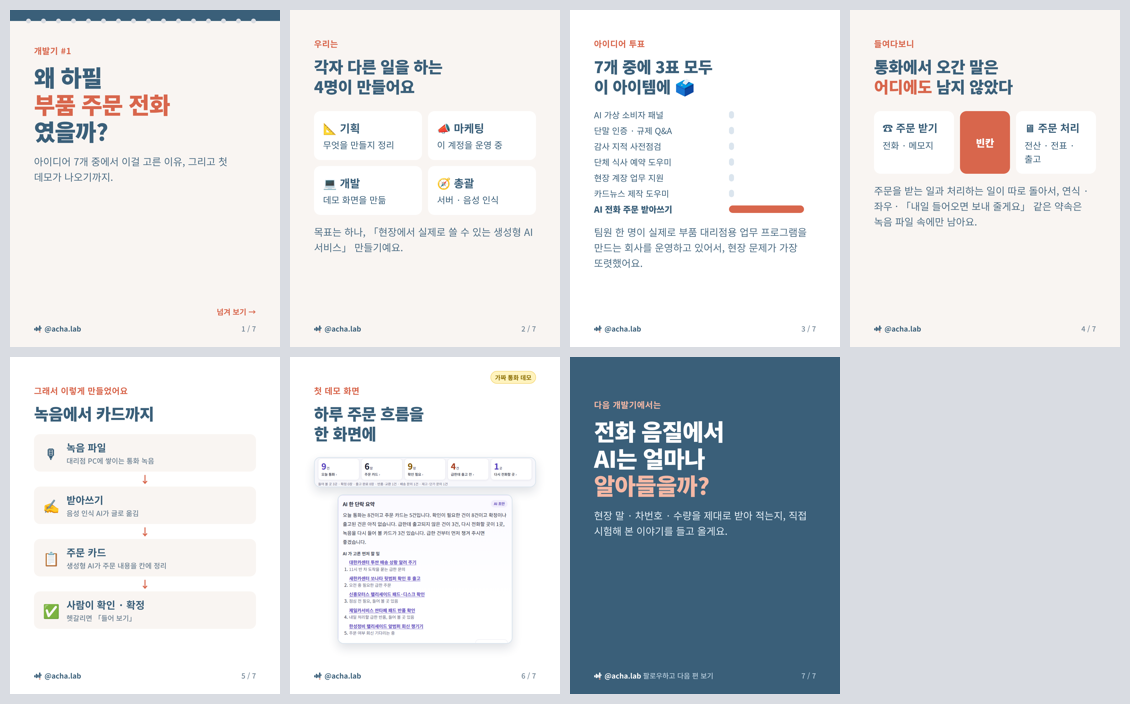 개발기 #1
왜 하필
부품 주문 전화
였을까?
아이디어 7개 중에서 이걸 고른 이유, 그리고 첫
데모가 나오기까지.
넘겨 보기 →
@acha.lab
1 / 7
우리는
각자 다른 일을 하는
4명이 만들어요
📐 기획
무엇을 만들지 정리
📣 마케팅
이 계정을 운영 중
💻 개발
데모 화면을 만듦
🧭 총괄
서버 · 음성 인식
목표는 하나, 「현장에서 실제로 쓸 수 있는 생성형 AI
서비스」 만들기예요.
@acha.lab
2 / 7
아이디어 투표
7개 중에 3표 모두
이 아이템에 🗳️
AI 가상 소비자 패널
단말 인증 · 규제 Q&A
감사 지적 사전점검
단체 식사 예약 도우미
현장 계장 업무 지원
카드뉴스 제작 도우미
AI 전화 주문 받아쓰기
팀원 한 명이 실제로 부품 대리점용 업무 프로그램을
만드는 회사를 운영하고 있어서, 현장 문제가 가장
또렷했어요.
@acha.lab
3 / 7
들여다보니
통화에서 오간 말은
어디에도 남지 않았다
☎ 주문 받기
전화 · 메모지
빈칸
🖥 주문 처리
전산 · 전표 ·
출고
주문을 받는 일과 처리하는 일이 따로 돌아서, 연식 ·
좌우 · 「내일 들어오면 보내 줄게요」 같은 약속은
녹음 파일 속에만 남아요.
@acha.lab
4 / 7
그래서 이렇게 만들었어요
녹음에서 카드까지
🎙 녹음 파일
대리점 PC에 쌓이는 통화 녹음
↓
✍️ 받아쓰기
음성 인식 AI가 글로 옮김
↓
📋 주문 카드
생성형 AI가 주문 내용을 칸에 정리
↓
✅ 사람이 확인 · 확정
헷갈리면 「들어 보기」
@acha.lab
5 / 7
가짜 통화 데모
첫 데모 화면
하루 주문 흐름을
한 화면에
9
6
9
4
1
AI 한 단락 요약
@acha.lab
6 / 7
다음 개발기에서는
전화 음질에서
AI는 얼마나
알아들을까?
현장 말 · 차번호 · 수량을 제대로 받아 적는지, 직접
시험해 본 이야기를 들고 올게요.
@acha.lab 팔로우하고 다음 편 보기
7 / 7